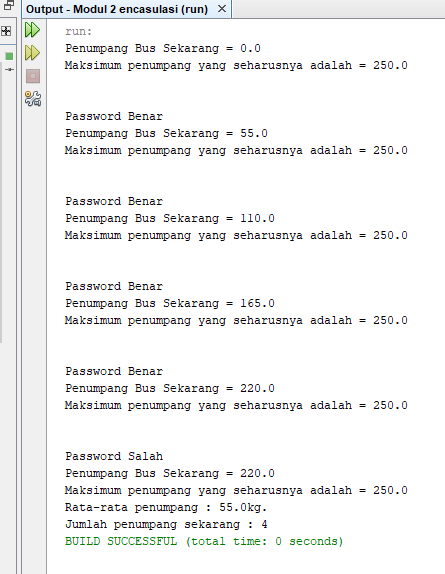 Output - Modul 2 encasulasi (run)
run:
Penumpang Bus Sekarang = 0.0
Maksimum penumpang yang seharusnya adalah = 250.0
Password Benar
Penumpang Bus Sekarang = 55.0
Maksimum penumpang yang seharusnya adalah = 250.0
Password Benar
Penumpang Bus Sekarang = 110.0
Maksimum penumpang yang seharusnya adalah = 250.0
Password Benar
Penumpang Bus Sekarang = 165.0
Maksimum penumpang yang seharusnya adalah = 250.0
Password Benar
Penumpang Bus Sekarang = 220.0
Maksimum penumpang yang seharusnya adalah = 250.0
Password Salah
Penumpang Bus Sekarang = 220.0
Maksimum penumpang yang seharusnya adalah = 250.0
Rata-rata penumpang : 55.0kg.
Jumlah penumpang sekarang : 4
BUILD SUCCESSFUL (total time: 0 seconds)